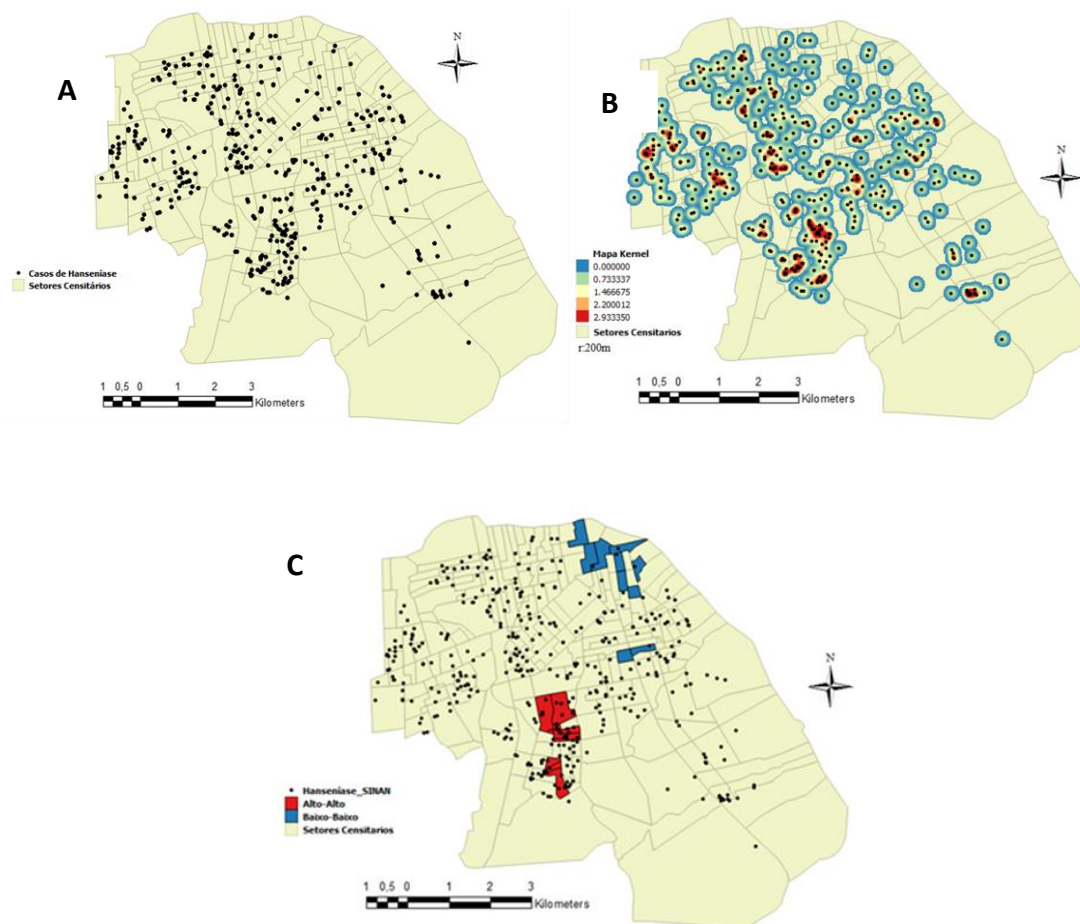 A
N
Casos de Hanseníase
Setores Censitários
1 0,5 0 1 2 3
Kilometers
B
N
Mapa Kernel
0.000000
0.733337
1.466675
2.200012
2.933350
Setores Censitarios
r:200m
1 0,5 0 1 2 3
Kilometers
C
N
Hanseníase_SINAN
Alto-Alto
Baixo-Baixo
Setores Censitarios
1 0,5 0 1 2 3
Kilometers